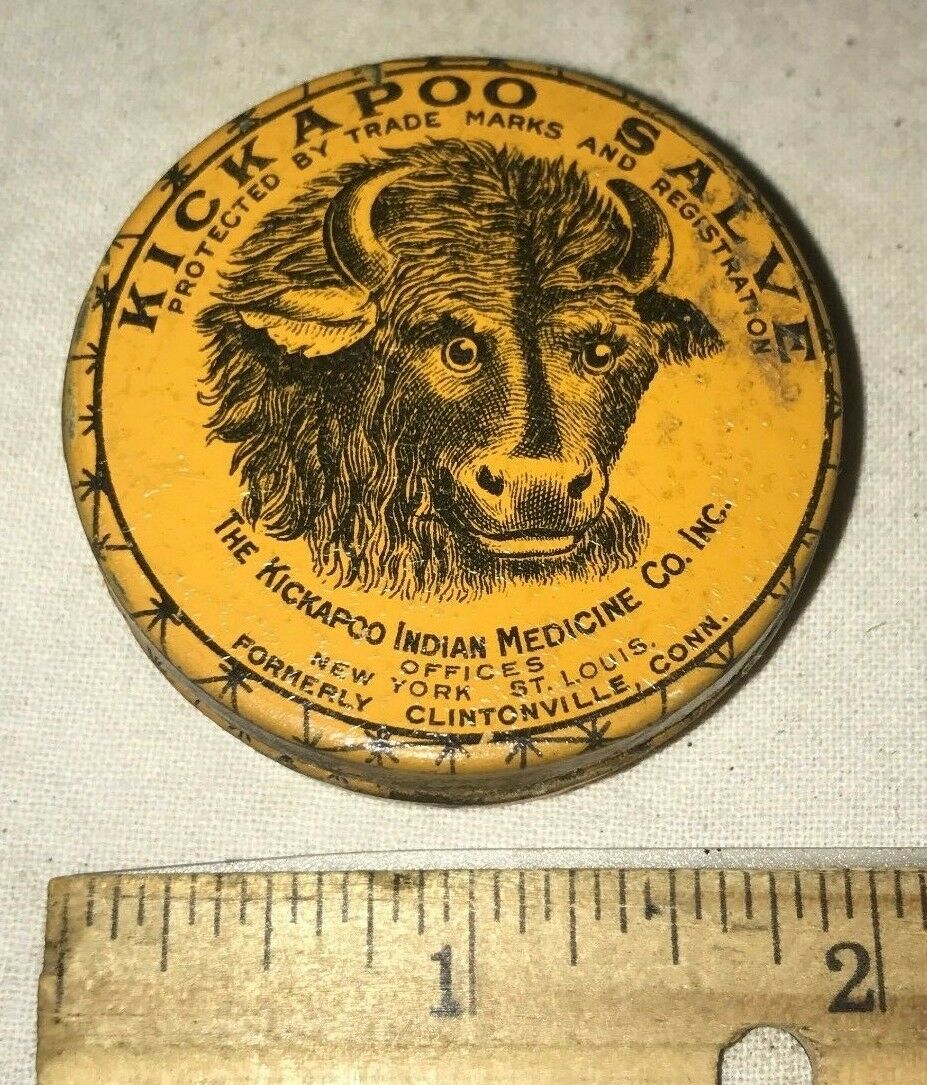 KICKAPOO SALVE
PROTECTED BY TRADE MARKS AND REGISTRATION
THE KICKAPOO INDIAN MEDICINE CO. INC.,
OFFICES
NEW YORK ST. LOUIS.
FORMERLY CLINTONVILLE, CONN.
1 2